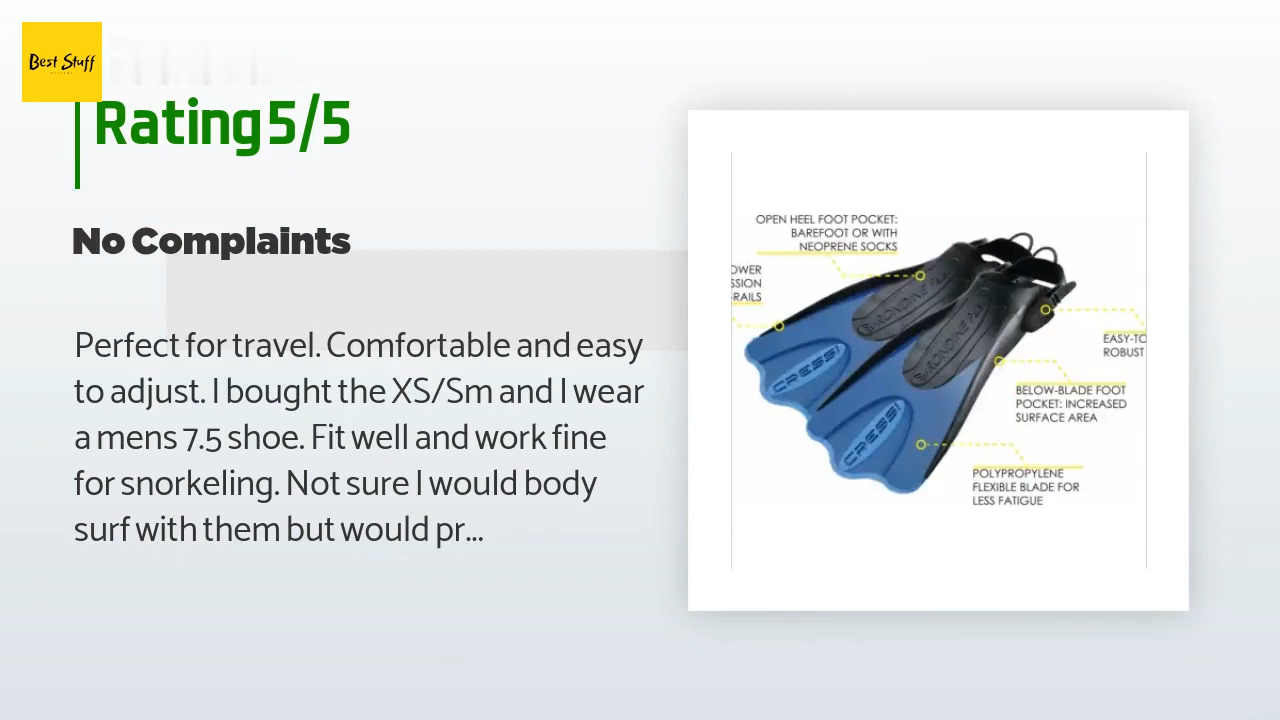 Best Stuff
Rating 5/5
No Complaints
Perfect for travel. Comfortable and easy
to adjust. I bought the XS/Sm and I wear
a mens 7.5 shoe. Fit well and work fine
for snorkeling. Not sure I would body
surf with them but would pr...
OPEN HEEL FOOT POCKET:
BAREFOOT OR WITH
NEOPRENE SOCKS
OWER
SSION
-RAILS
RONDINE
RONDINE
CRESSI
CRESSI
EASY-TO
ROBUST
BELOW-BLADE FOOT
POCKET: INCREASED
SURFACE AREA
POLYPROPYLENE
FLEXIBLE BLADE FOR
LESS FATIGUE